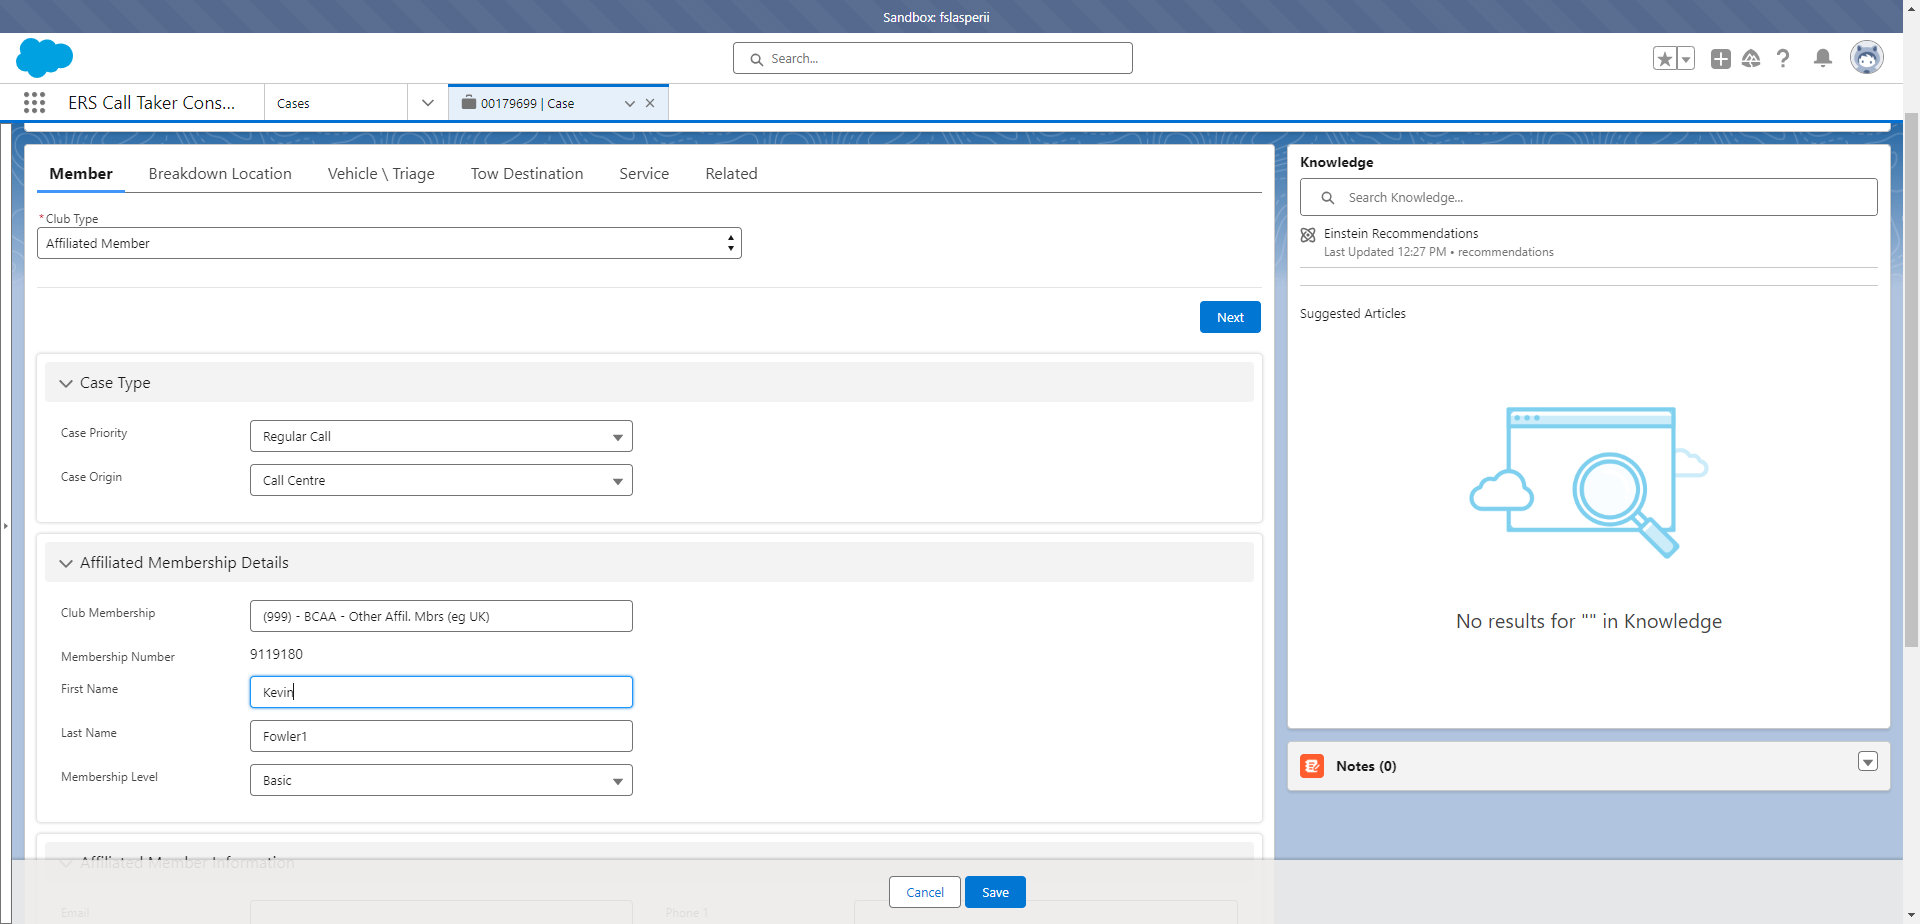 Sandbox: fslasperii
Search...
ERS Call Taker Cons...
Cases
00179699 | Case
Member
Breakdown Location
Vehicle \ Triage
Tow Destination
Service
Related
*Club Type
Affiliated Member
Next
Case Type
Case Priority
Regular Call
Case Origin
Call Centre
Affiliated Membership Details
Club Membership
(999) - BCAA - Other Affil. Mbrs (eg UK)
Membership Number
9119180
First Name
Kevin
Last Name
Fowler1
Membership Level
Basic
Affiliated Member Information
Email
Phone 1
Cancel
Save
Knowledge
Search Knowledge...
Einstein Recommendations
Last Updated 12:27 PM • recommendations
Suggested Articles
No results for "" in Knowledge
Notes (0)